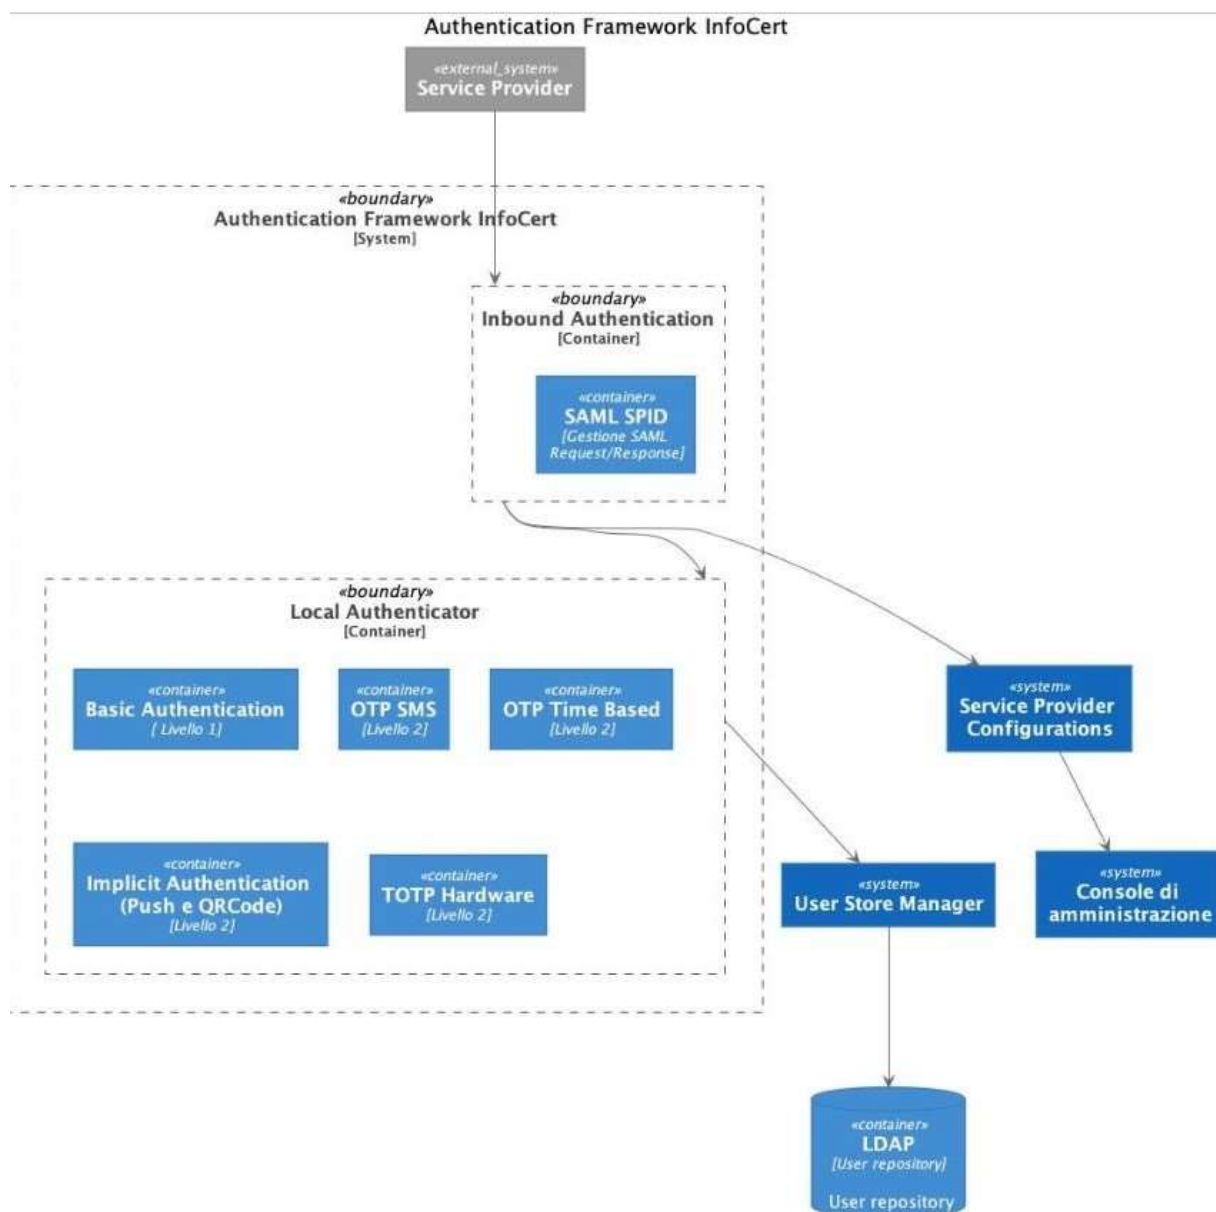 Authentication Framework InfoCert
«external_system»
Service Provider
«boundary»
Authentication Framework InfoCert
[System]
«boundary»
Inbound Authentication
[Container]
«container»
SAML SPID
[Gestione SAML
Request/Response]
«boundary»
Local Authenticator
[Container]
«container»
Basic Authentication
[ Livello 1]
«container»
OTP SMS
[Livello 2]
«container»
OTP Time Based
[Livello 2]
«system»
Service Provider
Configurations
«container»
Implicit Authentication
(Push e QRCode)
[Livello 2]
«container»
TOTP Hardware
[Livello 2]
«system»
User Store Manager
«system»
Console di
amministrazione
«container»
LDAP
[User repository]
User repository